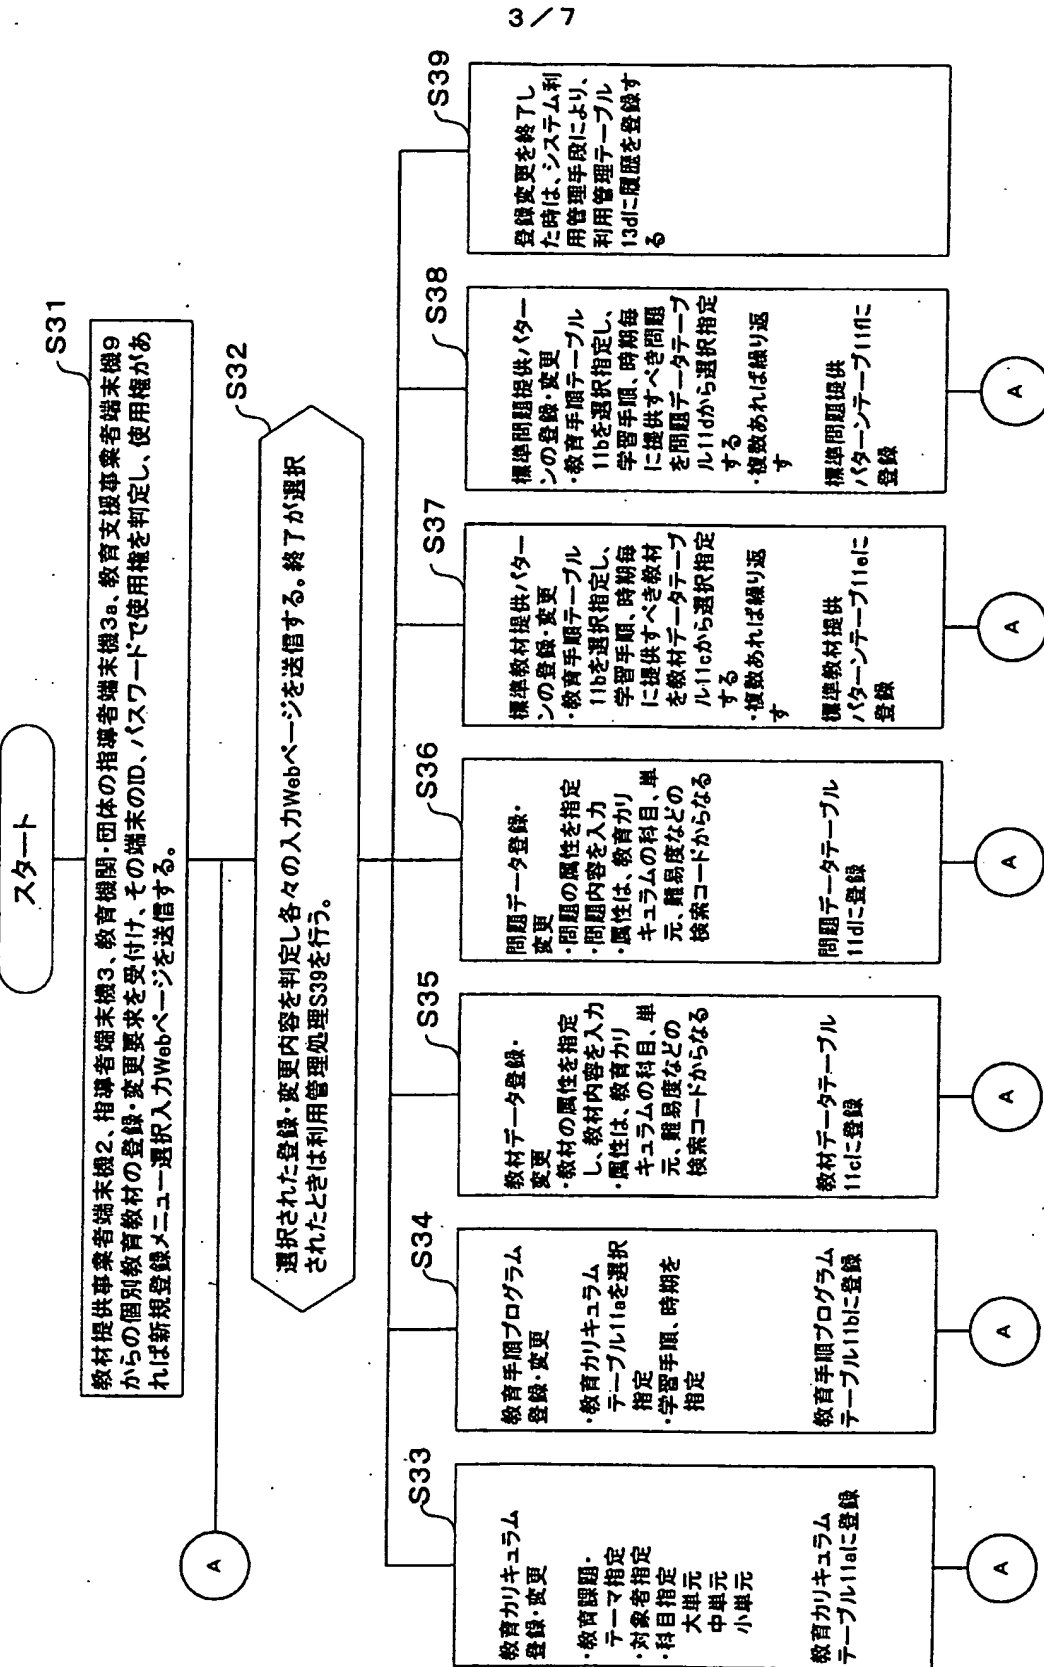 3/7
スタート
S31
教材提供事業者端末機2、指導者端末機3、教育機関・団体の指導者端末機3a、教育支援事業者端末機9
からの個別教育教材の登録・変更要求を受付け、その端末のID、パスワードで使用権を判定し、使用権があ
れば新規登録メニュー選択入力Webページを送信する。
A
S32
選択された登録・変更内容を判定し各々の入力Webページを送信する。終了が選択
されたときは利用管理処理S39を行う。
S33
教育カリキュラム
登録・変更
・教育課題・
テーマ指定
・対象者指定
・科目指定
大単元
中単元
小単元
教育カリキュラム
テーブル11aに登録
A
S34
教育手順プログラム
登録・変更
・教育カリキュラム
テーブル11aを選択
指定
・学習手順、時期を
指定
教育手順プログラム
テーブル11bに登録
A
S35
教材データ登録・
変更
・教材の属性を指定
し、教材内容を入力
・属性は、教育カリ
キュラムの科目、単
元、難易度などの
検索コードからなる
教材データテーブル
11cに登録
A
S36
問題データ登録・
変更
・問題の属性を指定
・問題内容を入力
・属性は、教育カリ
キュラムの科目、単
元、難易度などの
検索コードからなる
問題データテーブル
11dに登録
A
S37
標準教材提供パター
ンの登録・変更
・教育手順テーブル
11bを選択指定し、
学習手順、時期毎
に提供すべき教材
を教材データテーブ
ル11cから選択指定
する
・複数あれば繰り返
す
標準教材提供
パターンテーブ11eに
登録
A
S38
標準問題提供パター
ンの登録・変更
・教育手順テーブル
11bを選択指定し、
学習手順、時期毎
に提供すべき問題
を問題データテーブ
ル11dから選択指定
する
・複数あれば繰り返
す
標準問題提供
パターンテーブ11fに
登録
A
S39
登録変更を終了し
た時は、システム利
用管理手段により、
利用管理テーブル
13dに履歴を登録す
る